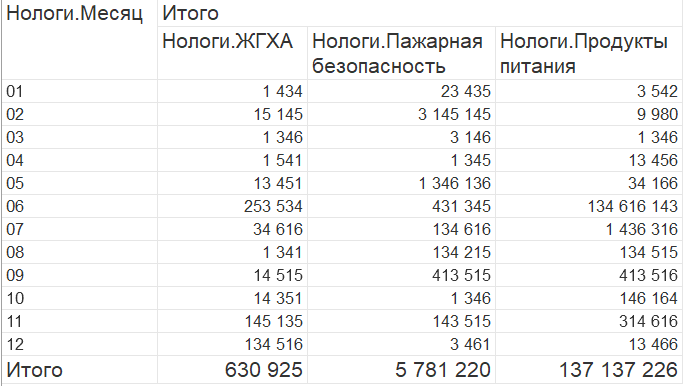 Нологи.Месяц Итого
Нологи.ЖГХА Нологи.Пажарная безопасность Нологи.Продукты питания
01 1 434 23 435 3 542
02 15 145 3 145 145 9 980
03 1 346 3 146 1 346
04 1 541 1 345 13 456
05 13 451 1 346 136 34 166
06 253 534 431 345 134 616 143
07 34 616 134 616 1 436 316
08 1 341 134 215 134 515
09 14 515 413 515 413 516
10 14 351 1 346 146 164
11 145 135 143 515 314 616
12 134 516 3 461 13 466
Итого 630 925 5 781 220 137 137 226